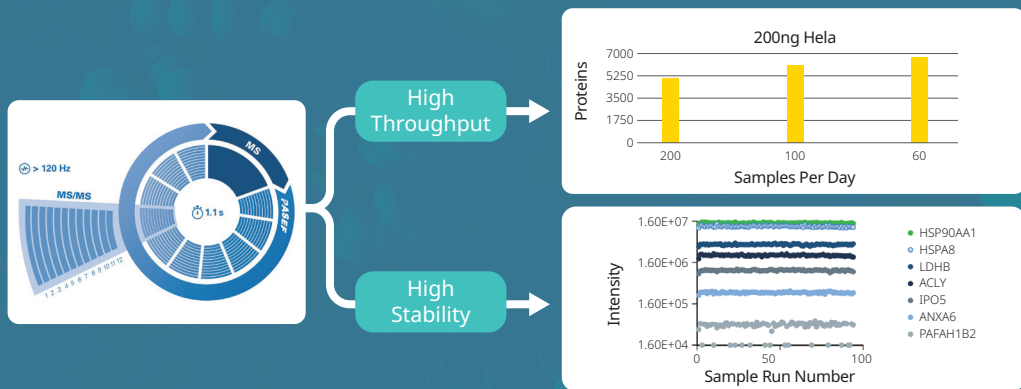 > 120 Hz
MS/MS
1 2 3 4 5 6 7 8 9 10 11 12
MS
PASEF
1.1 s
High
Throughput
High
Stability
200ng Hela
Proteins
7000
5250
3500
1750
0
200 100 60
Samples Per Day
Intensity
1.60E+07
1.60E+06
1.60E+05
1.60E+04
0 50 100
Sample Run Number
HSP90AA1
HSPA8
LDHB
ACLY
IPO5
ANXA6
PAFAH1B2